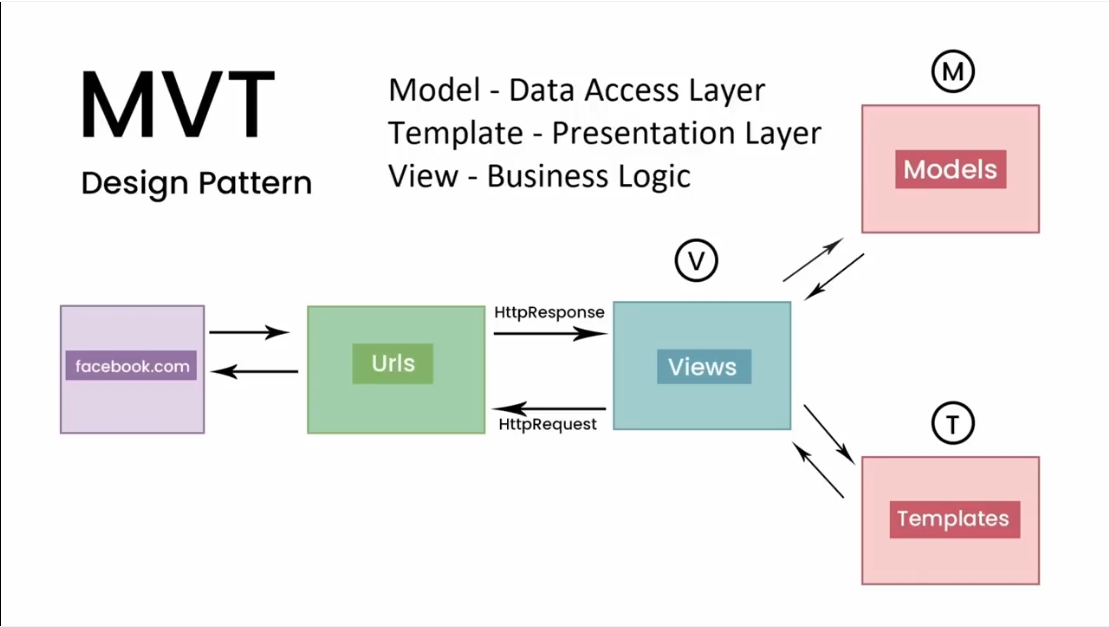 MVT
Design Pattern
Model - Data Access Layer
Template - Presentation Layer
View - Business Logic
M
Models
V
facebook.com
Urls
HttpResponse
HttpRequest
Views
T
Templates